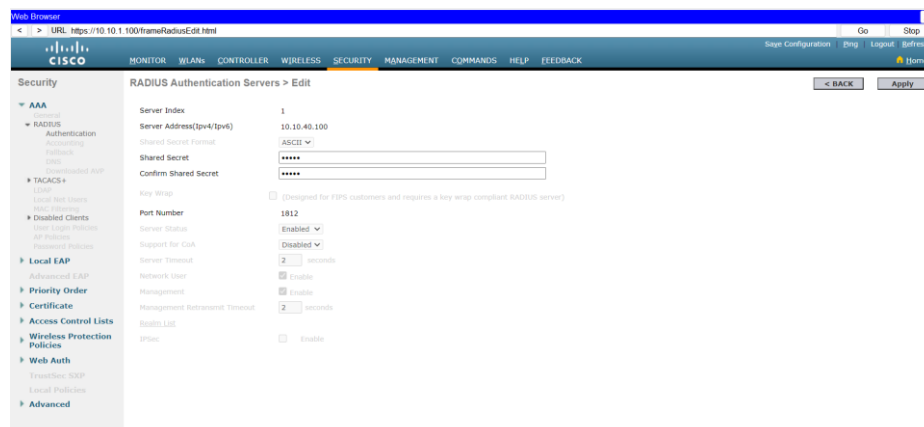 Web Browser
< > URL https://10.10.1.100/frameRadiusEdit.html Go Stop
Save Configuration Ping Logout Refres
CISCO MONITOR WLANs CONTROLLER WIRELESS SECURITY MANAGEMENT COMMANDS HELP FEEDBACK Hom
Security
AAA
General
RADIUS
Authentication
Accounting
Fallback
DNS
Downloaded AVP
TACACS+
LDAP
Local Net Users
MAC Filtering
Disabled Clients
User Login Policies
AP Policies
Password Policies
Local EAP
Advanced EAP
Priority Order
Certificate
Access Control Lists
Wireless Protection
Policies
Web Auth
TrustSec SXP
Local Policies
Advanced
RADIUS Authentication Servers > Edit
< BACK Apply
Server Index 1
Server Address(Ipv4/Ipv6) 10.10.40.100
Shared Secret Format ASCII
Shared Secret •••••
Confirm Shared Secret •••••
Key Wrap (Designed for FIPS customers and requires a key wrap compliant RADIUS server)
Port Number 1812
Server Status Enabled
Support for CoA Disabled
Server Timeout 2 seconds
Network User Enable
Management Enable
Management Retransmit Timeout 2 seconds
Realm List
IPSec Enable